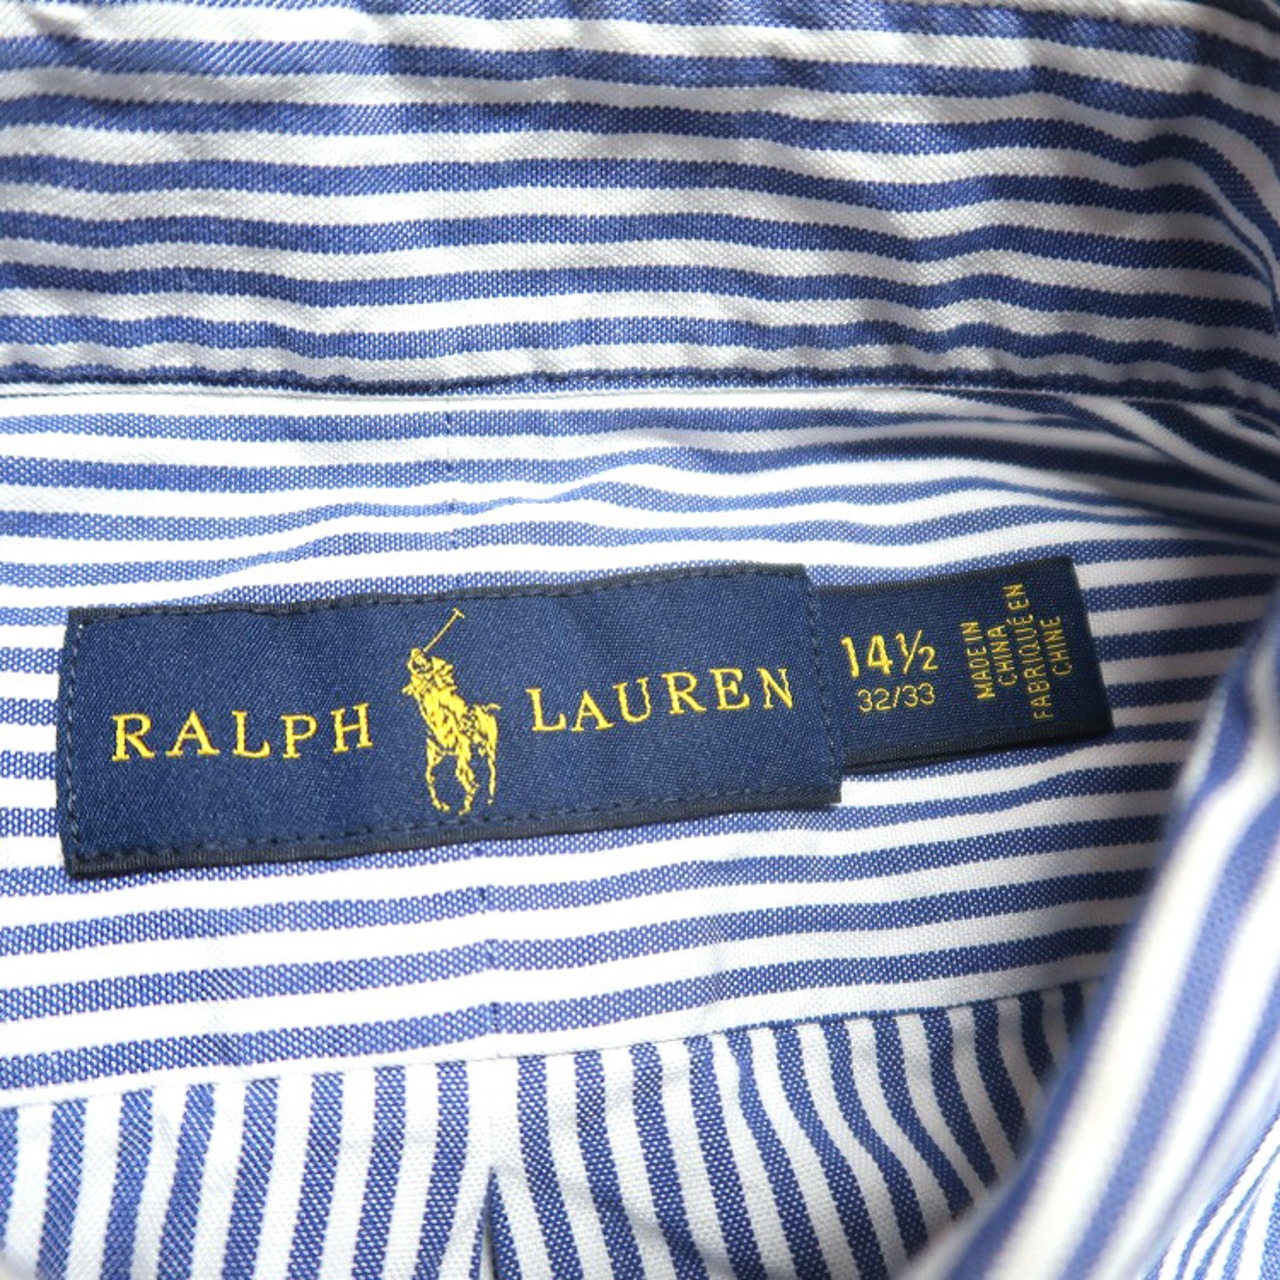 RALPH LAUREN
14½
32/33
MADE IN
CHINA
FABRIQUÉ EN
CHINE